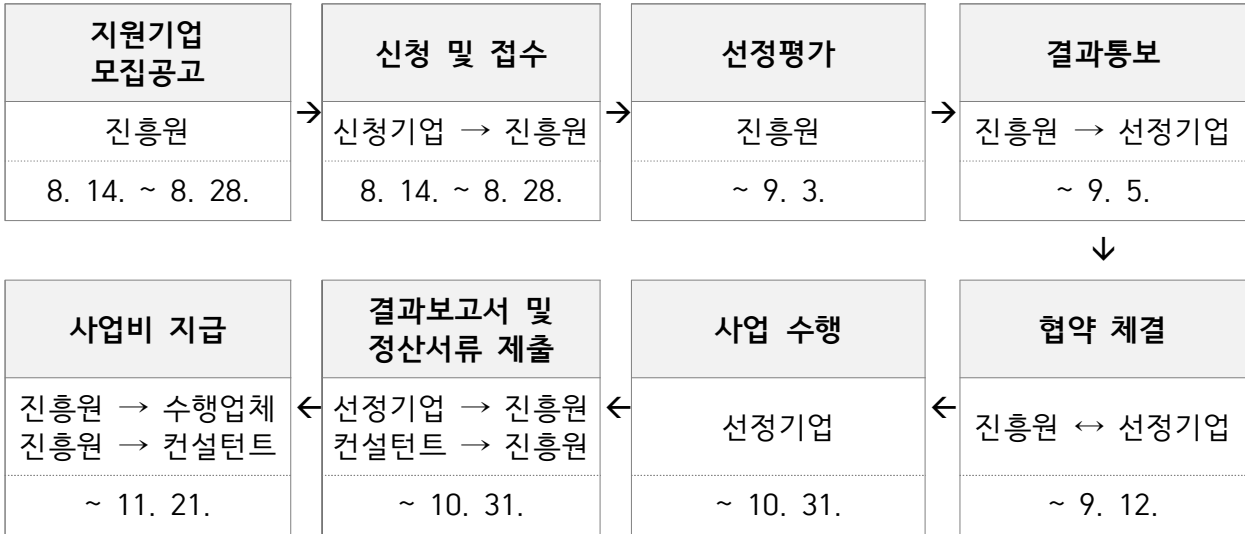 지원기업
모집공고
진흥원
8. 14. ~ 8. 28.
→
신청 및 접수
신청기업 → 진흥원
8. 14. ~ 8. 28.
→
선정평가
진흥원
~ 9. 3.
→
결과통보
진흥원 → 선정기업
~ 9. 5.
↓
협약 체결
진흥원 ↔ 선정기업
~ 9. 12.
←
사업 수행
선정기업
~ 10. 31.
←
결과보고서 및
정산서류 제출
선정기업 → 진흥원
컨설턴트 → 진흥원
~ 10. 31.
←
사업비 지급
진흥원 → 수행업체
진흥원 → 컨설턴트
~ 11. 21.